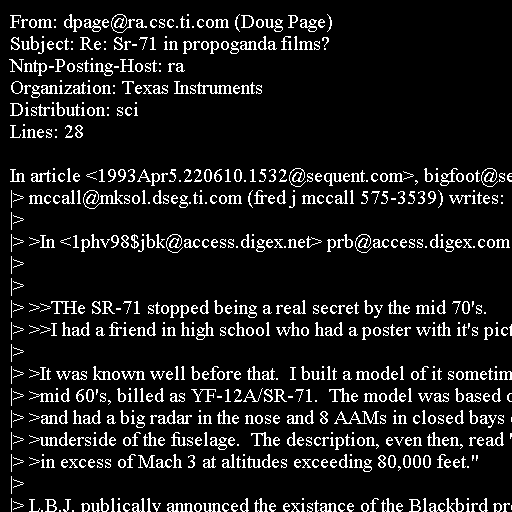 From: dpage@ra.csc.ti.com (Doug Page)
Subject: Re: Sr-71 in propoganda films?
Nntp-Posting-Host: ra
Organization: Texas Instruments
Distribution: sci
Lines: 28
In article <1993Apr5.220610.1532@sequent.com>, bigfoot@se
|> mccall@mksol.dseg.ti.com (fred j mccall 575-3539) writes:
|>
|> >In <1phv98$jbk@access.digex.net> prb@access.digex.com
|>
|>
|> >>THe SR-71 stopped being a real secret by the mid 70's.
|> >>I had a friend in high school who had a poster with it's pict
|>
|> >It was known well before that.  I built a model of it sometim
|> >mid 60's, billed as YF-12A/SR-71.  The model was based o
|> >and had a big radar in the nose and 8 AAMs in closed bays
|> >underside of the fuselage.  The description, even then, read "
|> >in excess of Mach 3 at altitudes exceeding 80,000 feet."
|>
|> L.B.J. publically announced the existance of the Blackbird pr